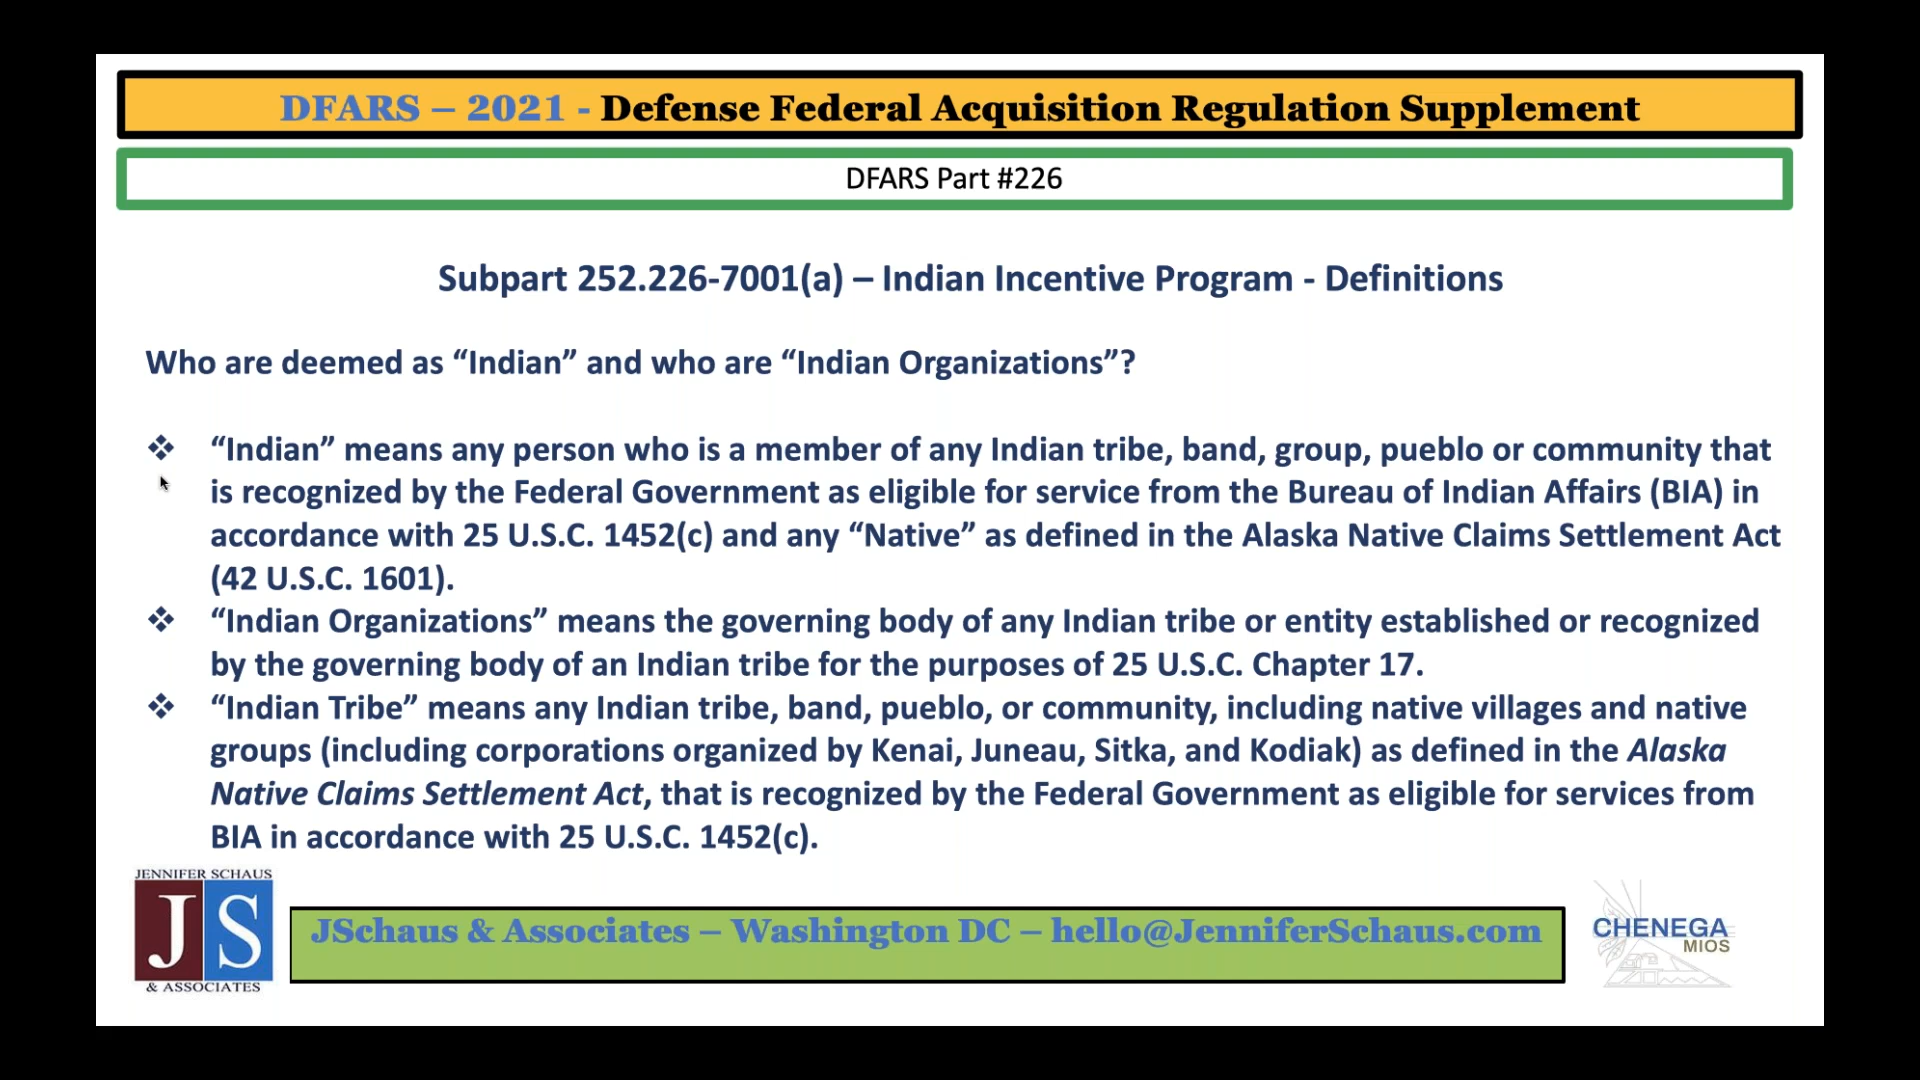 DFARS – 2021 - Defense Federal Acquisition Regulation Supplement
DFARS Part #226
Subpart 252.226-7001(a) – Indian Incentive Program - Definitions
Who are deemed as “Indian” and who are “Indian Organizations”?
❖ “Indian” means any person who is a member of any Indian tribe, band, group, pueblo or community that
is recognized by the Federal Government as eligible for service from the Bureau of Indian Affairs (BIA) in
accordance with 25 U.S.C. 1452(c) and any “Native” as defined in the Alaska Native Claims Settlement Act
(42 U.S.C. 1601).
❖ “Indian Organizations” means the governing body of any Indian tribe or entity established or recognized
by the governing body of an Indian tribe for the purposes of 25 U.S.C. Chapter 17.
❖ “Indian Tribe” means any Indian tribe, band, pueblo, or community, including native villages and native
groups (including corporations organized by Kenai, Juneau, Sitka, and Kodiak) as defined in the Alaska
Native Claims Settlement Act, that is recognized by the Federal Government as eligible for services from
BIA in accordance with 25 U.S.C. 1452(c).
JENNIFER SCHAUS
JS
& ASSOCIATES
JSchaus & Associates – Washington DC – hello@JenniferSchaus.com
CHENEGA
MIOS